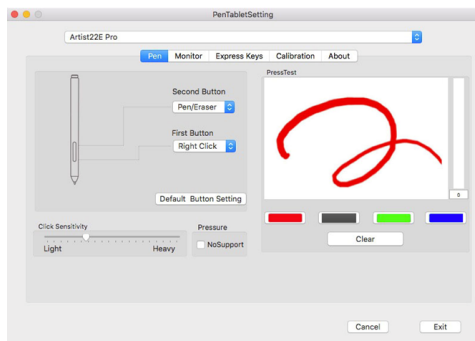 PenTabletSetting
Artist22E Pro
Pen Monitor Express Keys Calibration About
Second Button
Pen/Eraser
First Button
Right Click
Default Button Setting
Click Sensitivity
Light Heavy
Pressure
NoSupport
PressTest
0
Clear
Cancel Exit